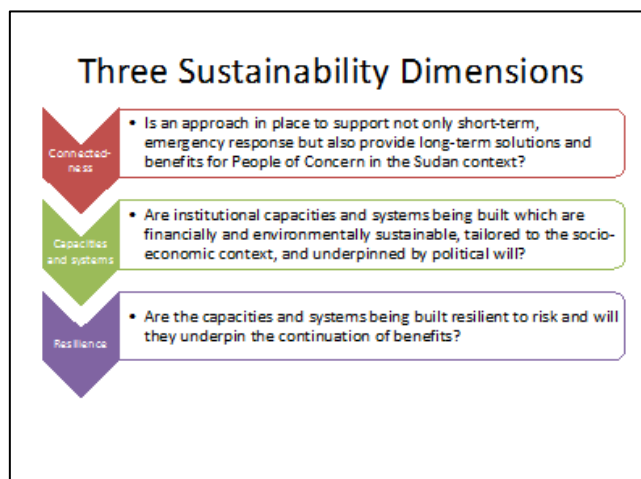 Three Sustainability Dimensions
Connected-
ness
• Is an approach in place to support not only short-term,
emergency response but also provide long-term solutions and
benefits for People of Concern in the Sudan context?
Capacities
and systems
• Are institutional capacities and systems being built which are
financially and environmentally sustainable, tailored to the socio-
economic context, and underpinned by political will?
Resilience
• Are the capacities and systems being built resilient to risk and will
they underpin the continuation of benefits?